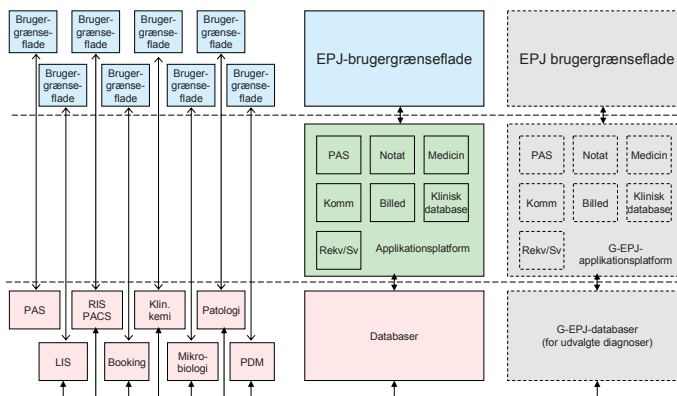 Bruger-
grænse-
flade
Bruger-
grænse-
flade
Bruger-
grænse-
flade
Bruger-
grænse-
flade
Bruger-
grænse-
flade
Bruger-
grænse-
flade
Bruger-
grænse-
flade
Bruger-
grænse-
flade
EPJ-brugergrænseflade
EPJ brugergrænseflade
PAS
Notat
Medicin
Komm
Billed
Klinisk
database
Rekv/Sv
Applikationsplatform
PAS
Notat
Medicin
Komm
Billed
Klinisk
database
Rekv/Sv
G-EPJ-
applikationsplatform
PAS
RIS
PACS
Klin.
kemi
Patologi
LIS
Booking
Mikro-
biologi
PDM
Databaser
G-EPJ-databaser
(for udvalgte diagnoser)